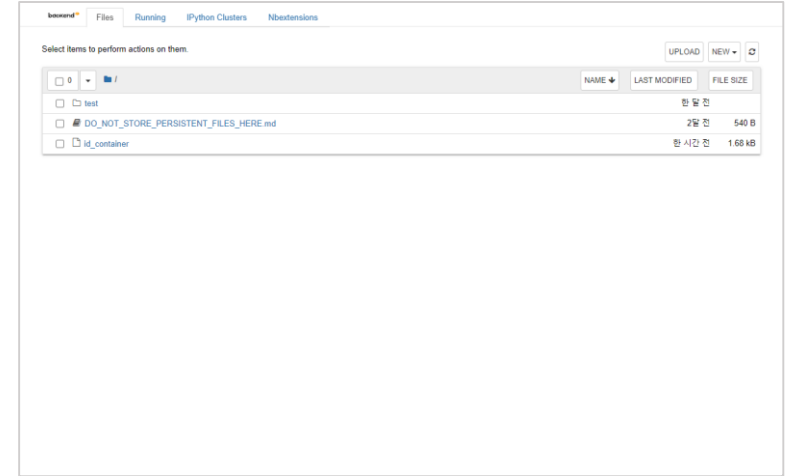 Files Running IPython Clusters Nbextensions
Select items to perform actions on them.
UPLOAD NEW
0 / NAME LAST MODIFIED FILE SIZE
test 한 달 전
DO_NOT_STORE_PERSISTENT_FILES_HERE.md 2달 전 540 B
id_container 한 시간 전 1.68 kB